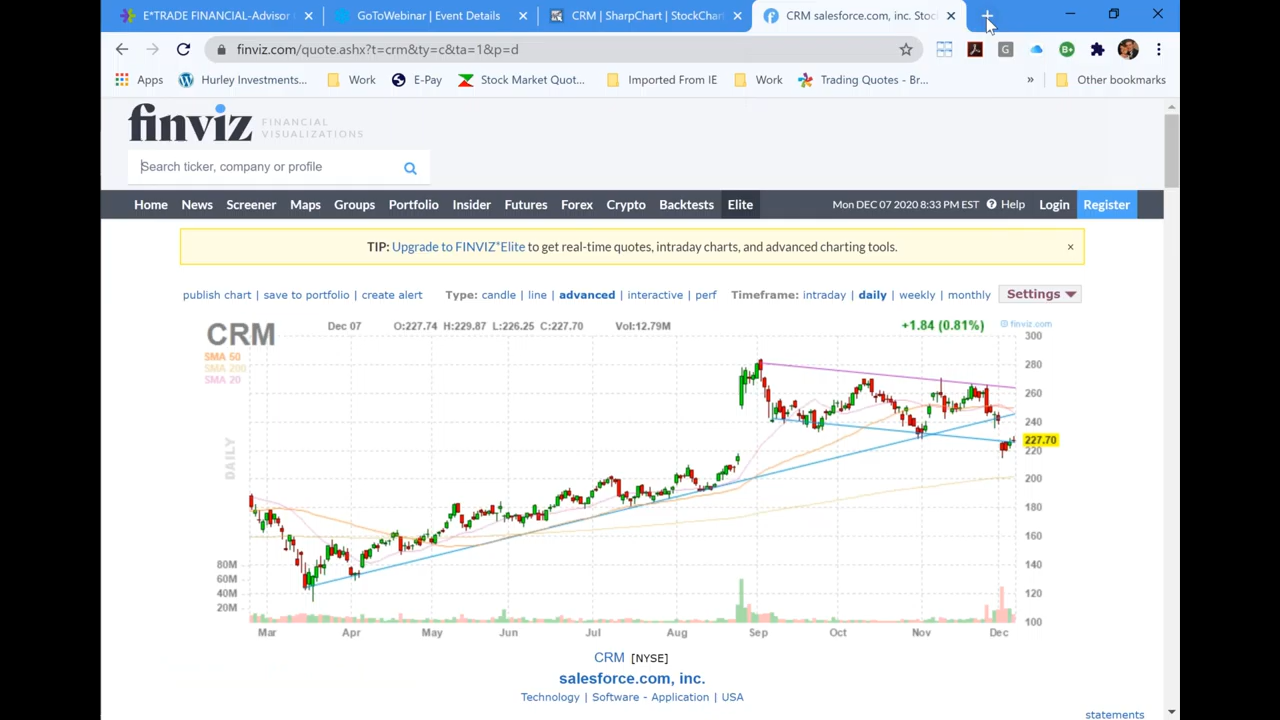 E*TRADE FINANCIAL-Advisor
GoToWebinar | Event Details
CRM | SharpChart | StockChar
CRM salesforce.com, inc. Stoc
finviz.com/quote.ashx?t=crm&ty=c&ta=1&p=d
Apps
Hurley Investments...
Work
E-Pay
Stock Market Quot...
Imported From IE
Work
Trading Quotes - Br...
»
Other bookmarks
finviz FINANCIAL VISUALIZATIONS
Search ticker, company or profile
Home News Screener Maps Groups Portfolio Insider Futures Forex Crypto Backtests Elite Mon DEC 07 2020 8:33 PM EST Help Login Register
TIP: Upgrade to FINVIZ*Elite to get real-time quotes, intraday charts, and advanced charting tools. ×
publish chart | save to portfolio | create alert Type: candle | line | advanced | interactive | perf Timeframe: intraday | daily | weekly | monthly Settings
CRM Dec 07 O:227.74 H:229.87 L:226.25 C:227.70 Vol:12.79M +1.84 (0.81%) © finviz.com
SMA 50
SMA 200
SMA 20
DAILY
300
280
260
240
227.70
220
200
180
160
140
120
100
80M
60M
40M
20M
Mar Apr May Jun Jul Aug Sep Oct Nov Dec
CRM [NYSE]
salesforce.com, inc.
Technology | Software - Application | USA
statements